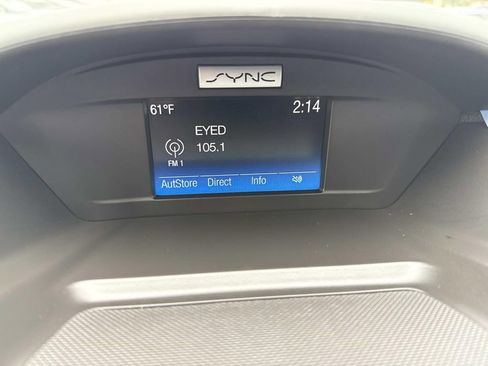 SYNC
61°F 2:14
EYED
105.1
FM 1
AutStore Direct Info